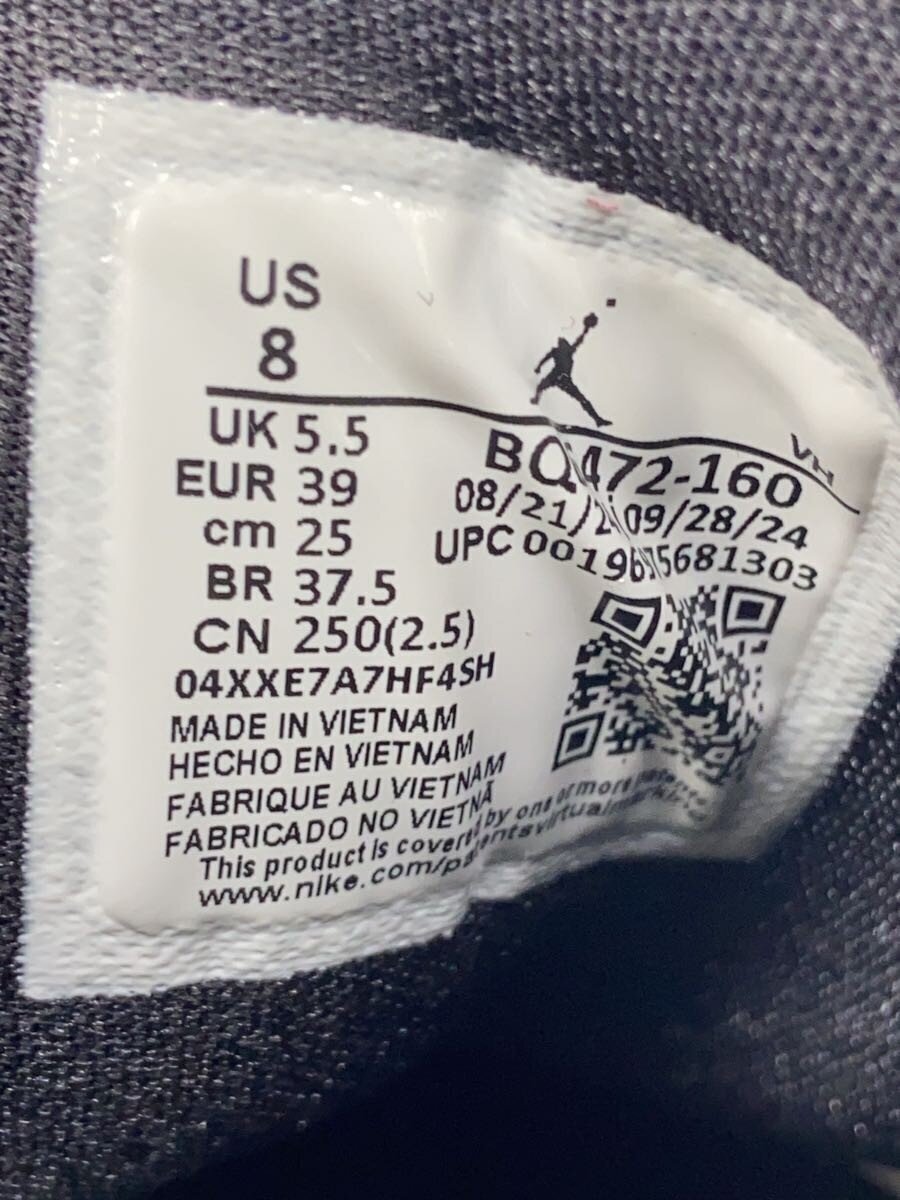 US
8
UK 5.5
EUR 39
cm 25
BR 37.5
CN 250(2.5)
04XXE7A7HF4SH
MADE IN VIETNAM
HECHO EN VIETNAM
FABRIQUE AU VIETNAM
FABRICADO NO VIETNÃ
This product is covered by one or more
www.nike.com/patentsvirtualmarking
VH
09/28/24
UPC